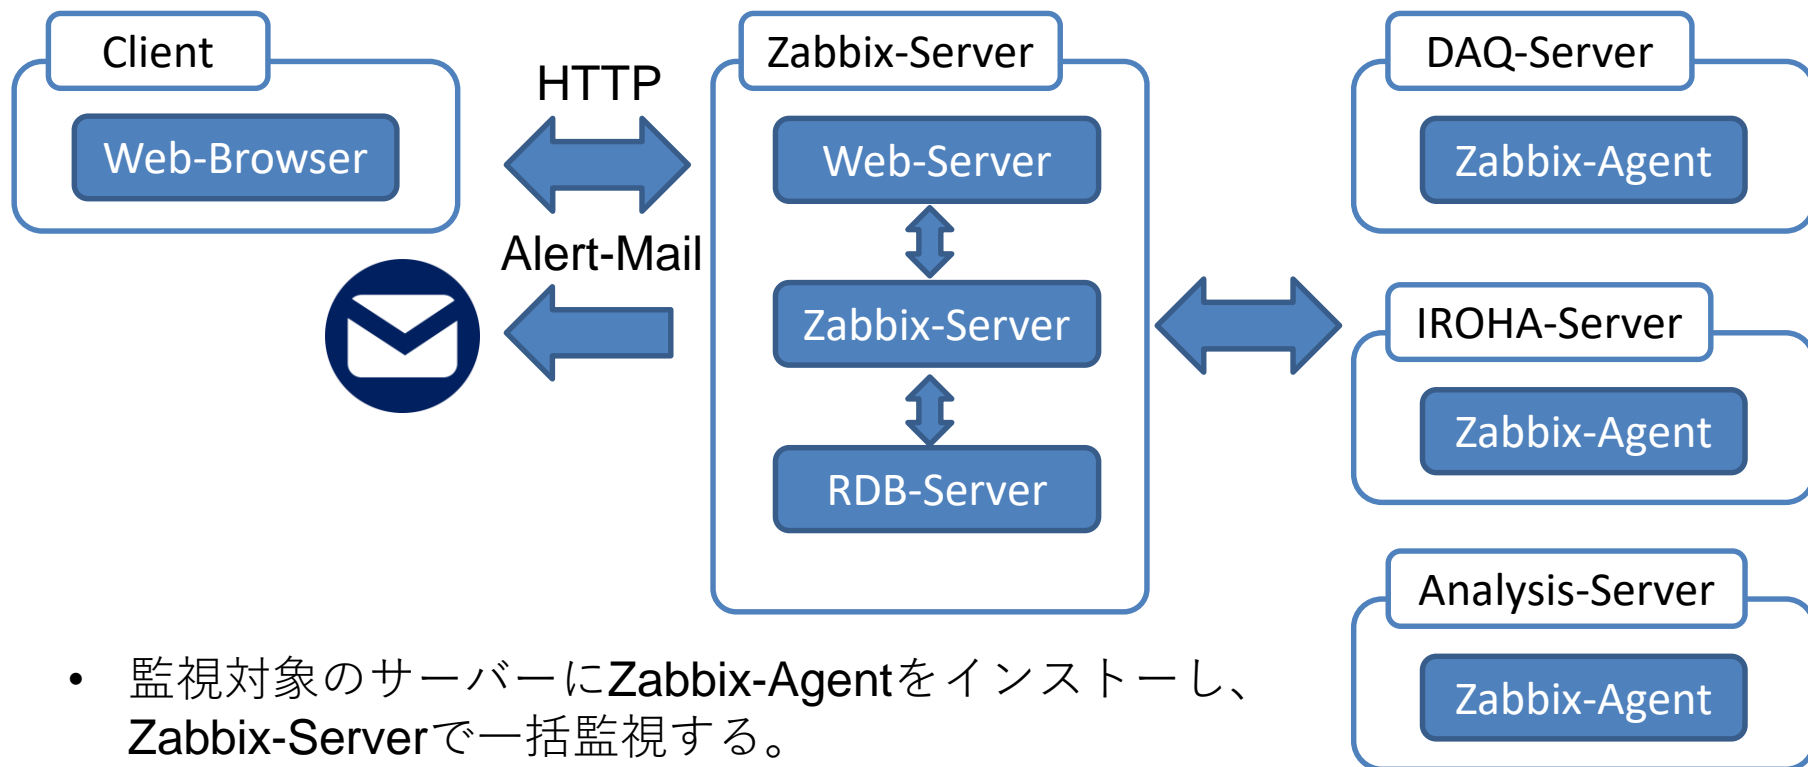 Client
Web-Browser
HTTP
Alert-Mail
Zabbix-Server
Web-Server
Zabbix-Server
RDB-Server
DAQ-Server
Zabbix-Agent
IROHA-Server
Zabbix-Agent
Analysis-Server
Zabbix-Agent
• 監視対象のサーバーにZabbix-Agentをインストーし、
Zabbix-Serverで一括監視する。